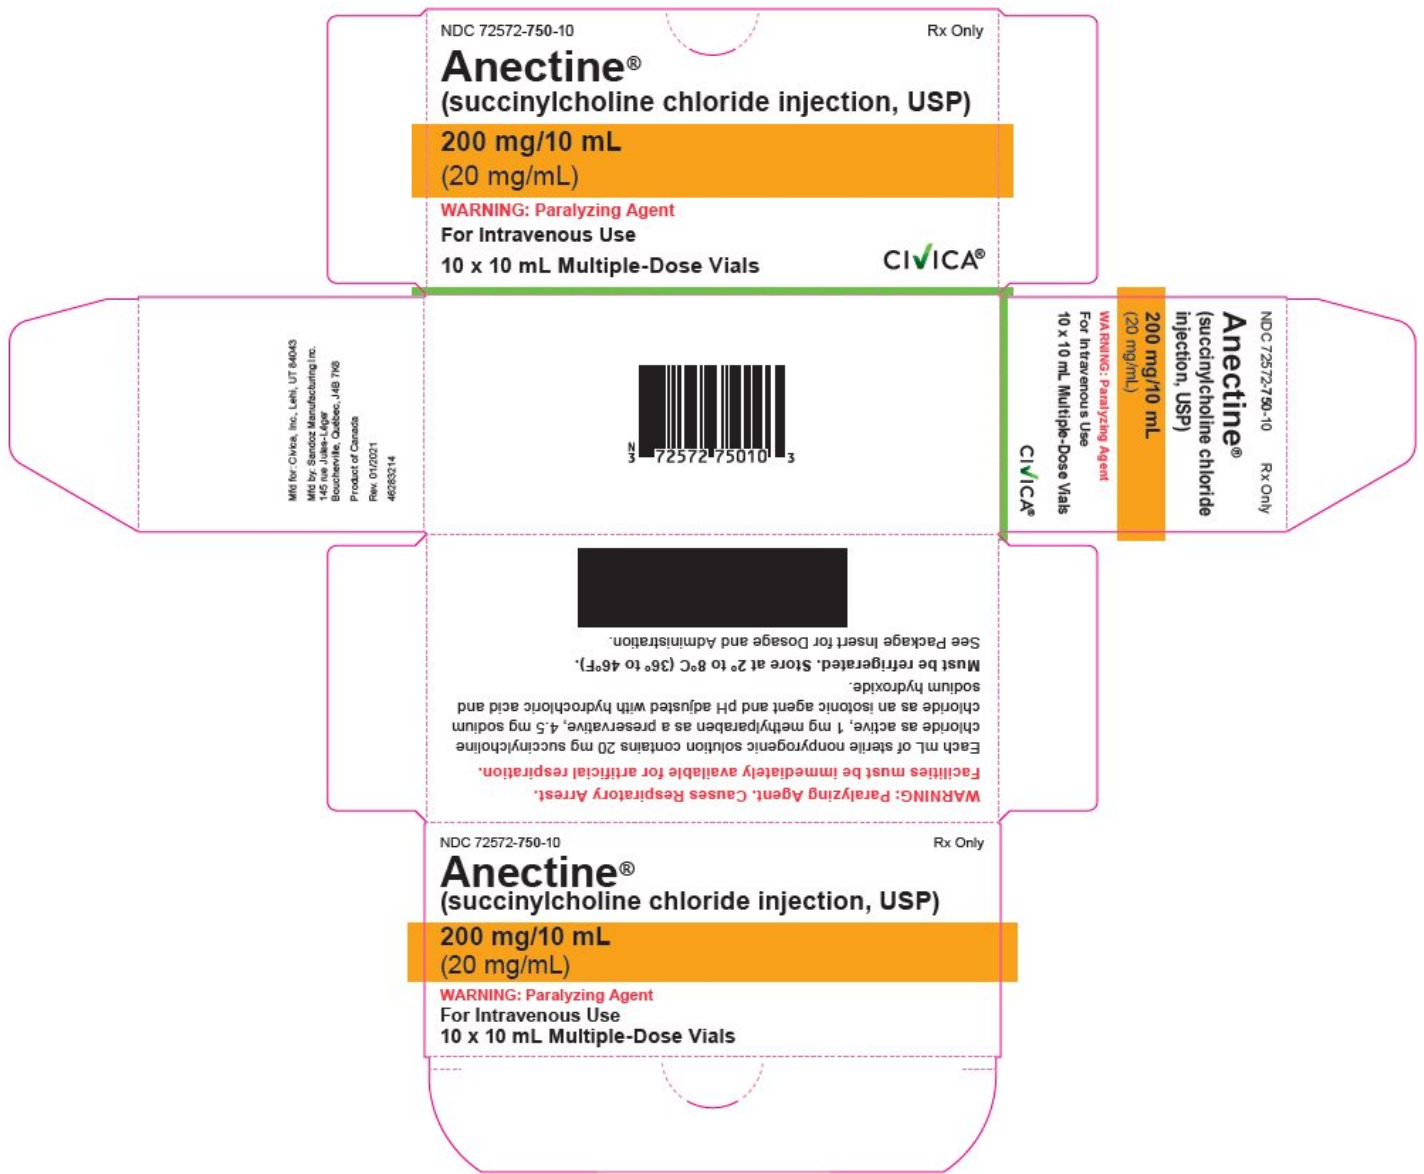 NDC 72572-750-10 Rx Only
Anectine®
(succinylcholine chloride injection, USP)
200 mg/10 mL
(20 mg/mL)
WARNING: Paralyzing Agent
For Intravenous Use
10 x 10 mL Multiple-Dose Vials
CIVICA®
Mfd for: Civica, Inc., Lehi, UT 84043
Mfd by: Sandoz Manufacturing Inc.
145 rue Jules-Léger
Boucherville, Québec, J4B 7K8
Product of Canada
Rev. 01/2021
46283214
N
3 72572 75010 3
NDC 72572-750-10 Rx Only
Anectine®
(succinylcholine chloride
injection, USP)
200 mg/10 mL
(20 mg/mL)
WARNING: Paralyzing Agent
For Intravenous Use
10 x 10 mL Multiple-Dose Vials
CIVICA®
WARNING: Paralyzing Agent. Causes Respiratory Arrest.
Facilities must be immediately available for artificial respiration.
Each mL of sterile nonpyrogenic solution contains 20 mg succinylcholine
chloride as active, 1 mg methylparaben as a preservative, 4.5 mg sodium
chloride as an isotonic agent and pH adjusted with hydrochloric acid and
sodium hydroxide.
Must be refrigerated. Store at 2° to 8°C (36° to 46°F).
See Package Insert for Dosage and Administration.
NDC 72572-750-10 Rx Only
Anectine®
(succinylcholine chloride injection, USP)
200 mg/10 mL
(20 mg/mL)
WARNING: Paralyzing Agent
For Intravenous Use
10 x 10 mL Multiple-Dose Vials